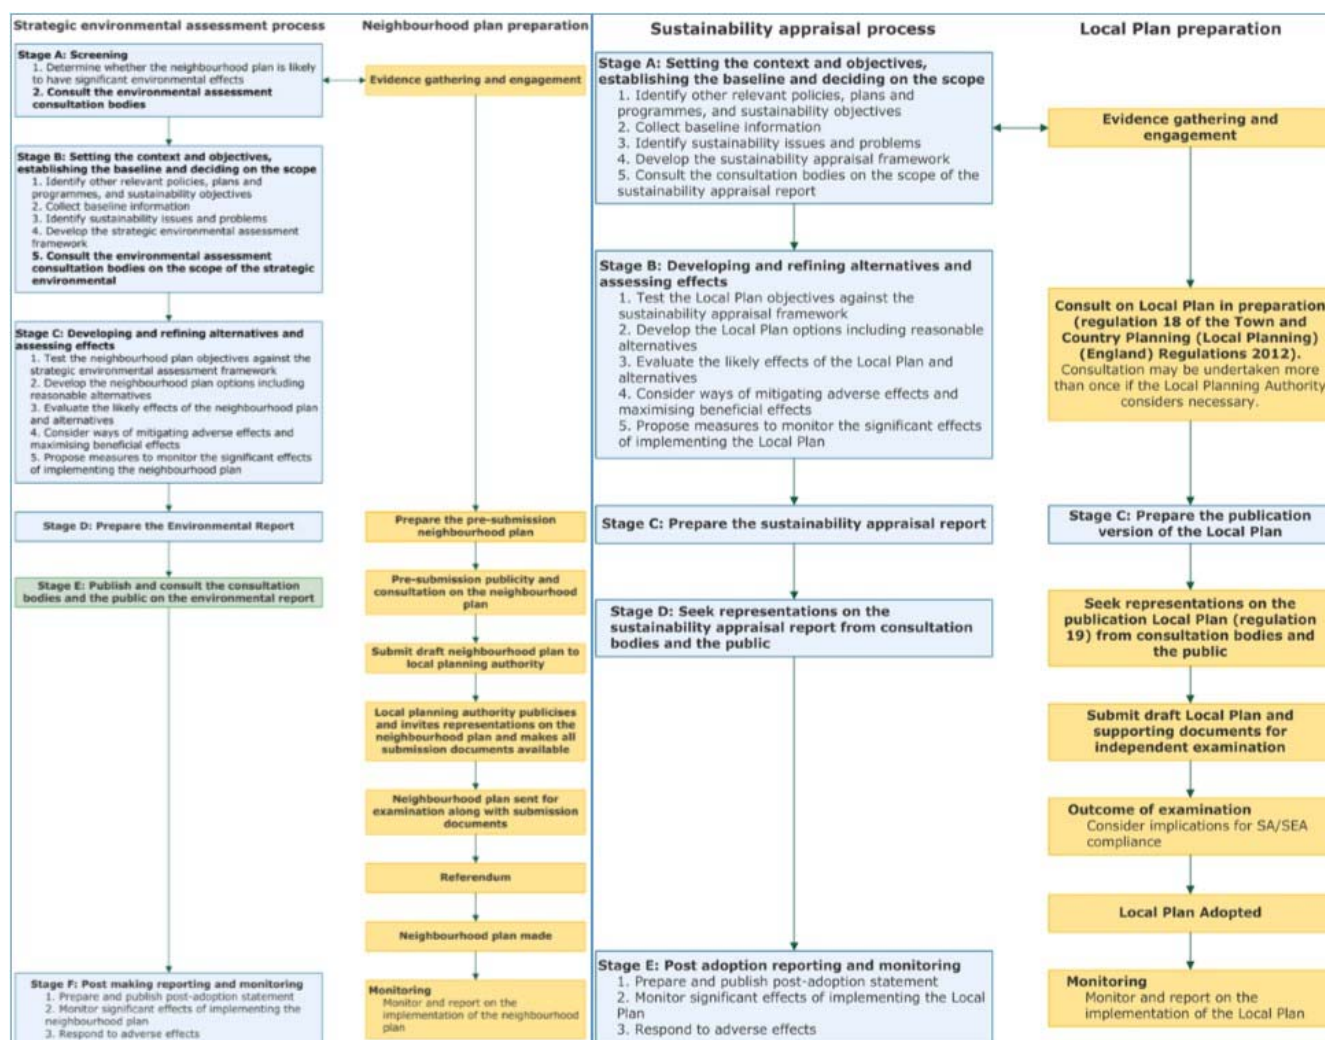 Strategic environmental assessment process
Stage A: Screening
1. Determine whether the neighbourhood plan is likely
to have significant environmental effects
2. Consult the environmental assessment
consultation bodies
Stage B: Setting the context and objectives,
establishing the baseline and deciding on the scope
1. Identify other relevant policies, plans and
programmes, and sustainability objectives
2. Collect baseline information
3. Identify sustainability issues and problems
4. Develop the strategic environmental assessment
framework
5. Consult the environmental assessment
consultation bodies on the scope of the strategic
environmental
Stage C: Developing and refining alternatives and
assessing effects
1. Test the neighbourhood plan objectives against the
strategic environmental assessment framework
2. Develop the neighbourhood plan options including
reasonable alternatives
3. Evaluate the likely effects of the neighbourhood plan
and alternatives
4. Consider ways of mitigating adverse effects and
maximising beneficial effects
5. Propose measures to monitor the significant effects
of implementing the neighbourhood plan
Stage D: Prepare the Environmental Report
Stage E: Publish and consult the consultation
bodies and the public on the environmental report
Stage F: Post making reporting and monitoring
1. Prepare and publish post-adoption statement
2. Monitor significant effects of implementing the
neighbourhood plan
3. Respond to adverse effects
Neighbourhood plan preparation
Evidence gathering and engagement
Prepare the pre-submission
neighbourhood plan
Pre-submission publicity and
consultation on the neighbourhood
plan
Submit draft neighbourhood plan to
local planning authority
Local planning authority publicises
and invites representations on the
neighbourhood plan and makes all
submission documents available
Neighbourhood plan sent for
examination along with submission
documents
Referendum
Neighbourhood plan made
Monitoring
Monitor and report on the
implementation of the neighbourhood
plan
Sustainability appraisal process
Stage A: Setting the context and objectives,
establishing the baseline and deciding on the scope
1. Identify other relevant policies, plans and
programmes, and sustainability objectives
2. Collect baseline information
3. Identify sustainability issues and problems
4. Develop the sustainability appraisal framework
5. Consult the consultation bodies on the scope of the
sustainability appraisal report
Stage B: Developing and refining alternatives and
assessing effects
1. Test the Local Plan objectives against the
sustainability appraisal framework
2. Develop the Local Plan options including reasonable
alternatives
3. Evaluate the likely effects of the Local Plan and
alternatives
4. Consider ways of mitigating adverse effects and
maximising beneficial effects
5. Propose measures to monitor the significant effects
of implementing the Local Plan
Stage C: Prepare the sustainability appraisal report
Stage D: Seek representations on the
sustainability appraisal report from consultation
bodies and the public
Stage E: Post adoption reporting and monitoring
1. Prepare and publish post-adoption statement
2. Monitor significant effects of implementing the Local
Plan
3. Respond to adverse effects
Local Plan preparation
Evidence gathering and
engagement
Consult on Local Plan in preparation
(regulation 18 of the Town and
Country Planning (Local Planning)
(England) Regulations 2012).
Consultation may be undertaken more
than once if the Local Planning Authority
considers necessary.
Stage C: Prepare the publication
version of the Local Plan
Seek representations on the
publication Local Plan (regulation
19) from consultation bodies and
the public
Submit draft Local Plan and
supporting documents for
independent examination
Outcome of examination
Consider implications for SA/SEA
compliance
Local Plan Adopted
Monitoring
Monitor and report on the
implementation of the Local Plan